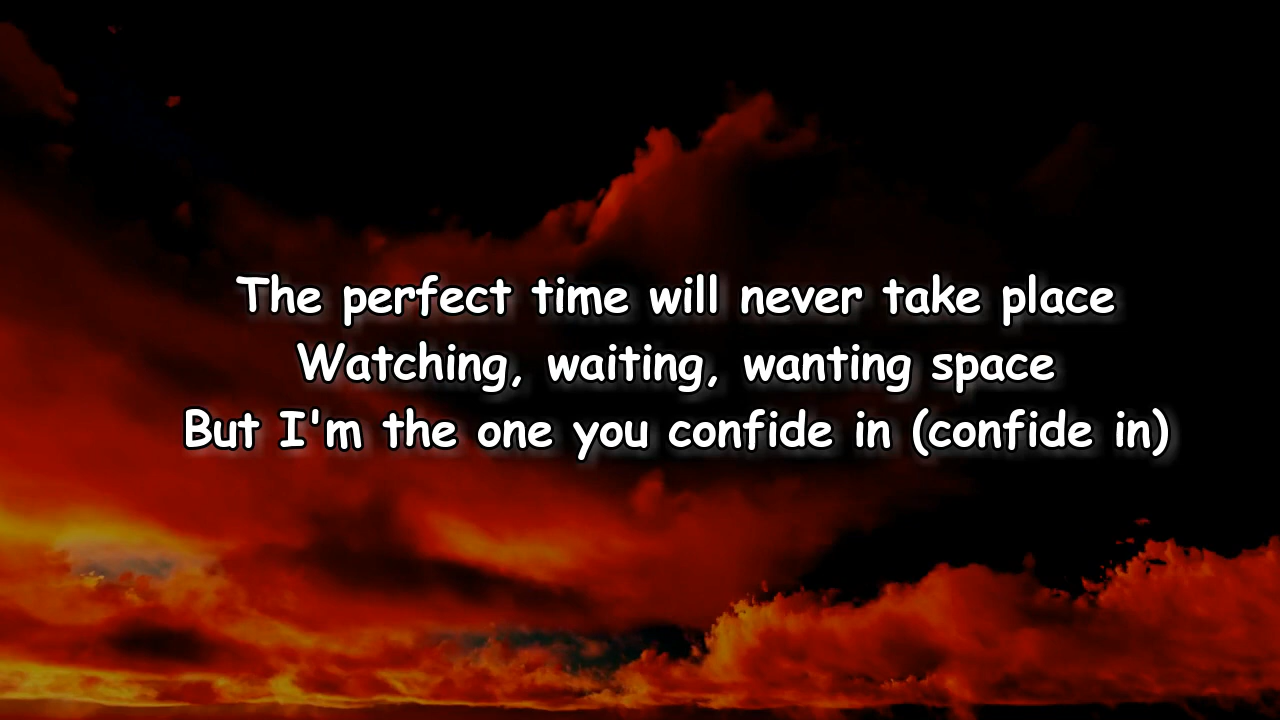 The perfect time will never take place
Watching, waiting, wanting space
But I'm the one you confide in (confide in)